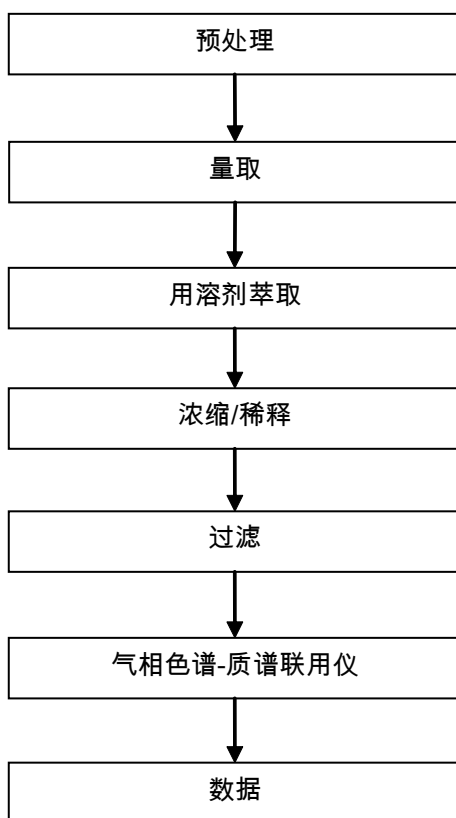 预处理
量取
用溶剂萃取
浓缩/稀释
过滤
气相色谱-质谱联用仪
数据